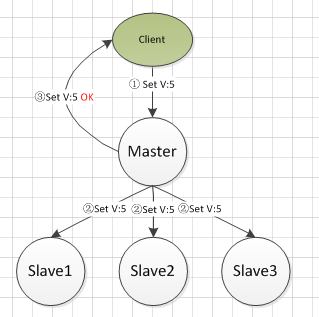 Client
① Set V:5
③Set V:5 OK
Master
②Set V:5 ②Set V:5 ②Set V:5
Slave1 Slave2 Slave3